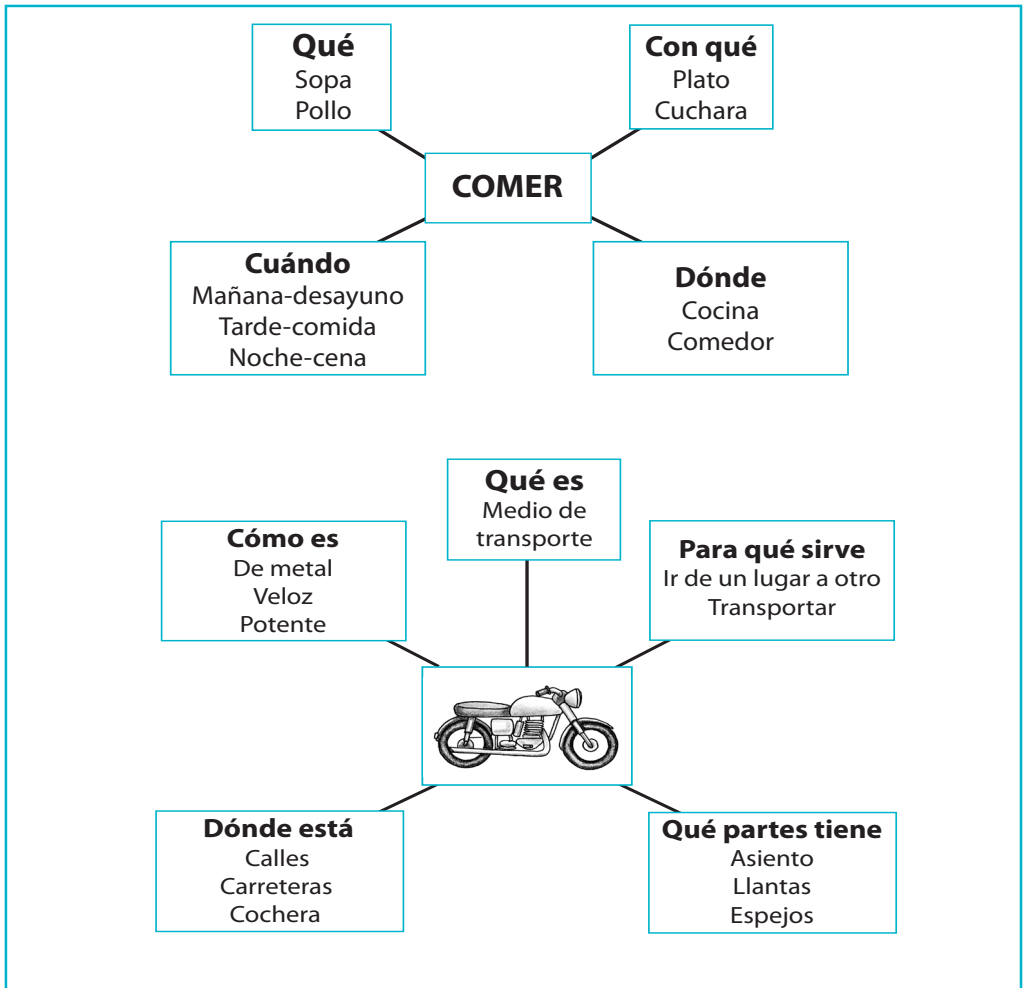 Qué
Sopa
Pollo
Con qué
Plato
Cuchara
COMER
Cuándo
Mañana-desayuno
Tarde-comida
Noche-cena
Dónde
Cocina
Comedor
Qué es
Medio de
transporte
Cómo es
De metal
Veloz
Potente
Para qué sirve
Ir de un lugar a otro
Transportar
Dónde está
Calles
Carreteras
Cochera
Qué partes tiene
Asiento
Llantas
Espejos